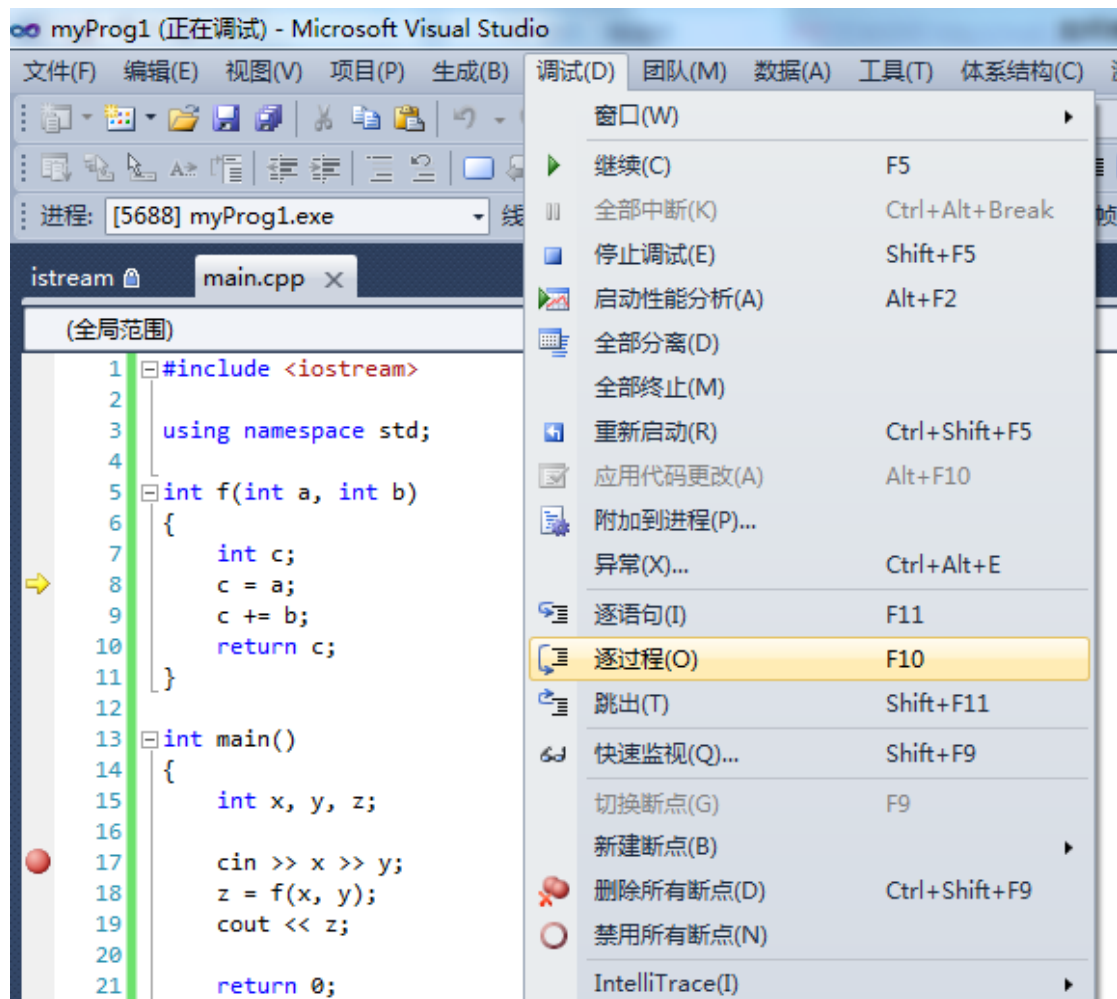 myProg1 (正在调试) - Microsoft Visual Studio
文件(F) 编辑(E) 视图(V) 项目(P) 生成(B) 调试(D) 团队(M) 数据(A) 工具(T) 体系结构(C)
进程: [5688] myProg1.exe 线 帧
istream main.cpp
(全局范围)
1 #include <iostream>
2
3 using namespace std;
4
5 int f(int a, int b)
6 {
7 int c;
8 c = a;
9 c += b;
10 return c;
11 }
12
13 int main()
14 {
15 int x, y, z;
16
17 cin >> x >> y;
18 z = f(x, y);
19 cout << z;
20
21 return 0;
窗口(W)
继续(C) F5
全部中断(K) Ctrl+Alt+Break
停止调试(E) Shift+F5
启动性能分析(A) Alt+F2
全部分离(D)
全部终止(M)
重新启动(R) Ctrl+Shift+F5
应用代码更改(A) Alt+F10
附加到进程(P)...
异常(X)... Ctrl+Alt+E
逐语句(I) F11
逐过程(O) F10
跳出(T) Shift+F11
快速监视(Q)... Shift+F9
切换断点(G) F9
新建断点(B)
删除所有断点(D) Ctrl+Shift+F9
禁用所有断点(N)
IntelliTrace(I)